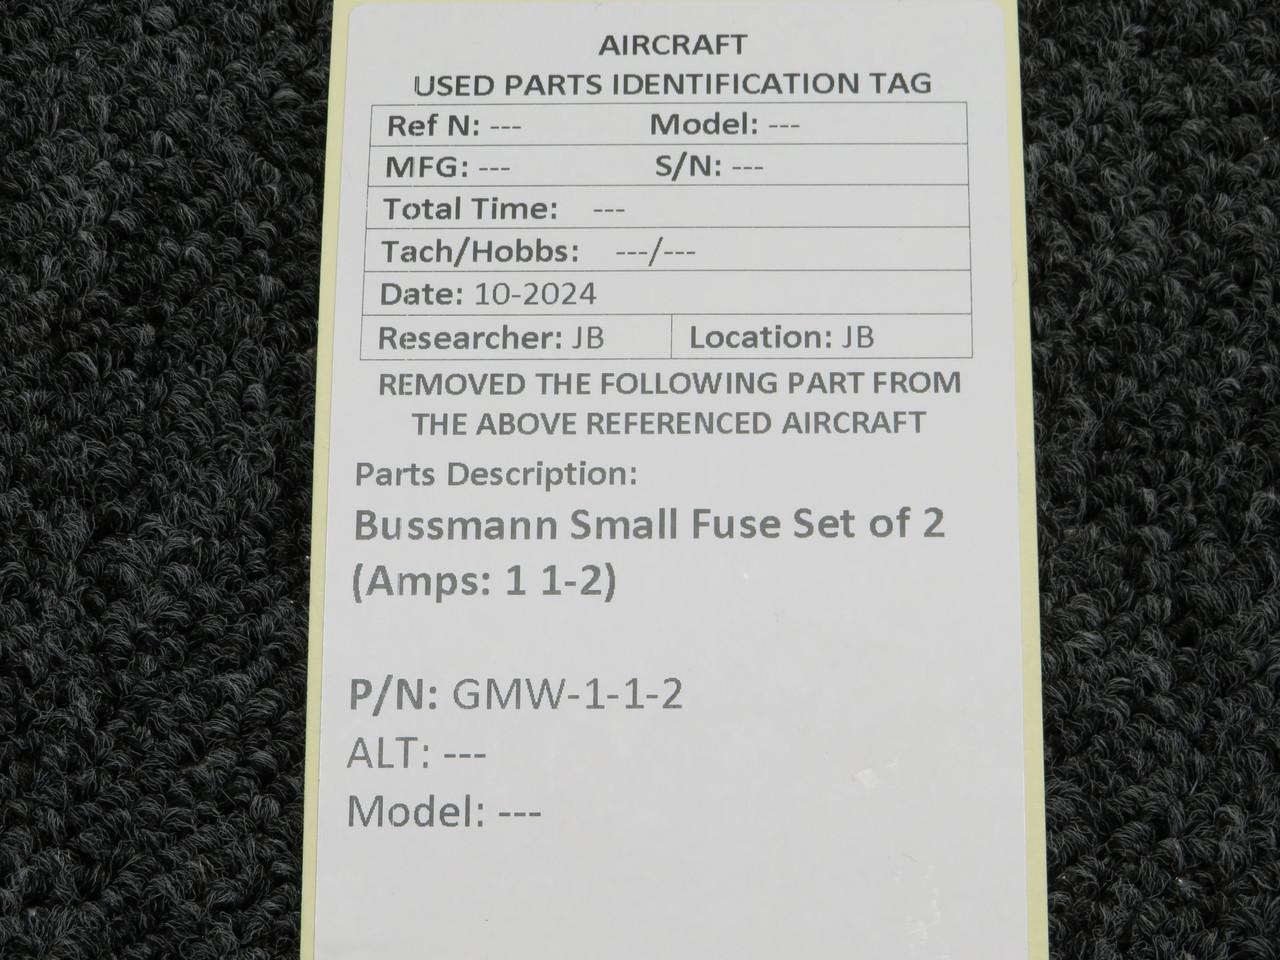 AIRCRAFT
USED PARTS IDENTIFICATION TAG
Ref N: --- Model: ---
MFG: --- S/N: ---
Total Time: ---
Tach/Hobbs: ---/---
Date: 10-2024
Researcher: JB Location: JB
REMOVED THE FOLLOWING PART FROM
THE ABOVE REFERENCED AIRCRAFT
Parts Description:
Bussmann Small Fuse Set of 2
(Amps: 1 1-2)
P/N: GMW-1-1-2
ALT: ---
Model: ---